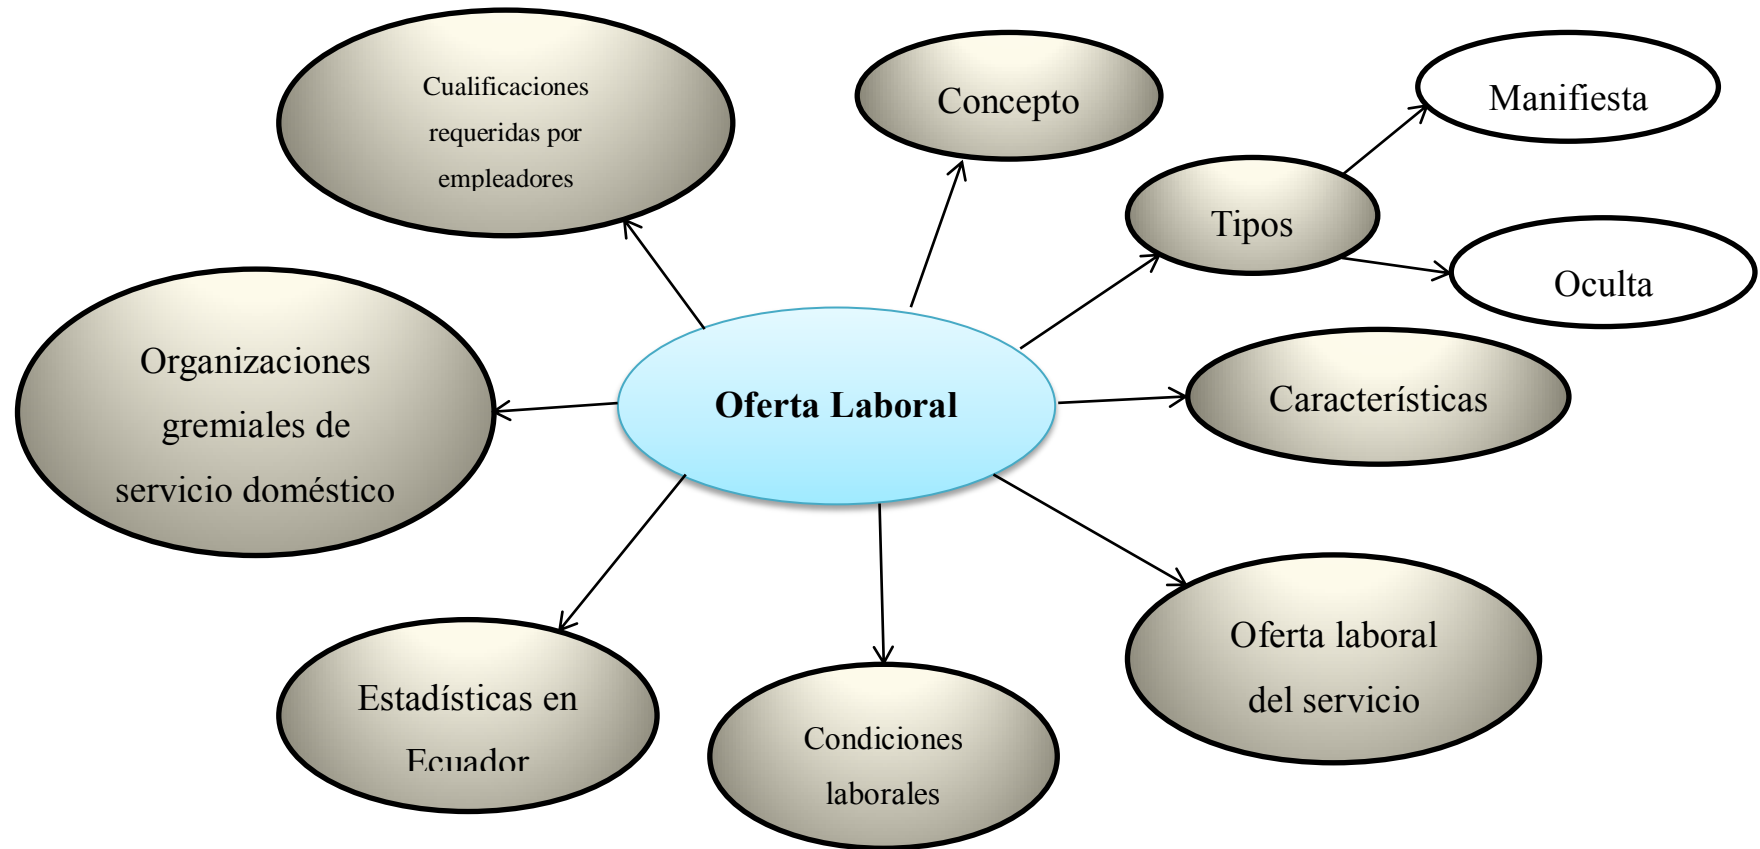 Cualificaciones
requeridas por
empleadores
Concepto
Manifiesta
Tipos
Oculta
Organizaciones
gremiales de
servicio doméstico
Oferta Laboral
Características
Oferta laboral
del servicio
Estadísticas en
Ecuador
Condiciones
laborales